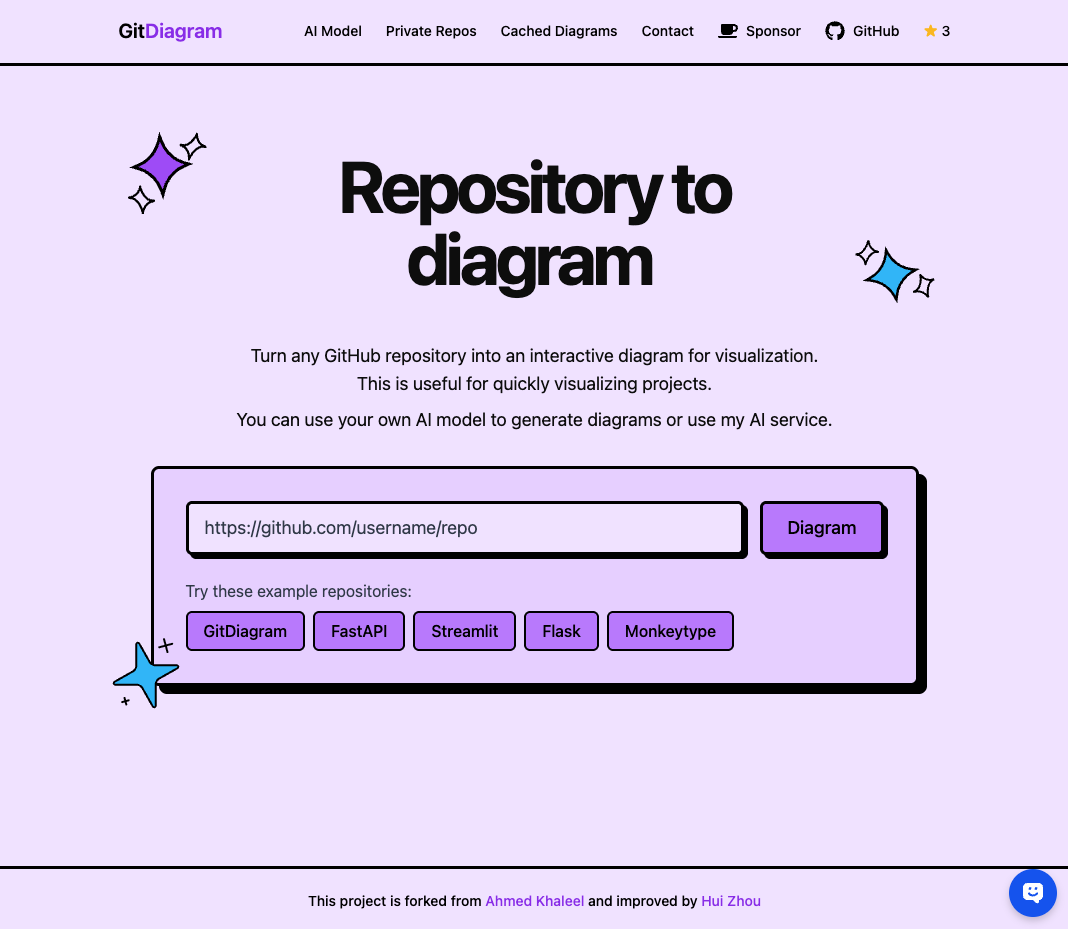 GitDiagram
AI Model
Private Repos
Cached Diagrams
Contact
Sponsor
GitHub
3
Repository to
diagram
Turn any GitHub repository into an interactive diagram for visualization.
This is useful for quickly visualizing projects.
You can use your own AI model to generate diagrams or use my AI service.
https://github.com/username/repo
Diagram
Try these example repositories:
GitDiagram
FastAPI
Streamlit
Flask
Monkeytype
This project is forked from Ahmed Khaleel and improved by Hui Zhou